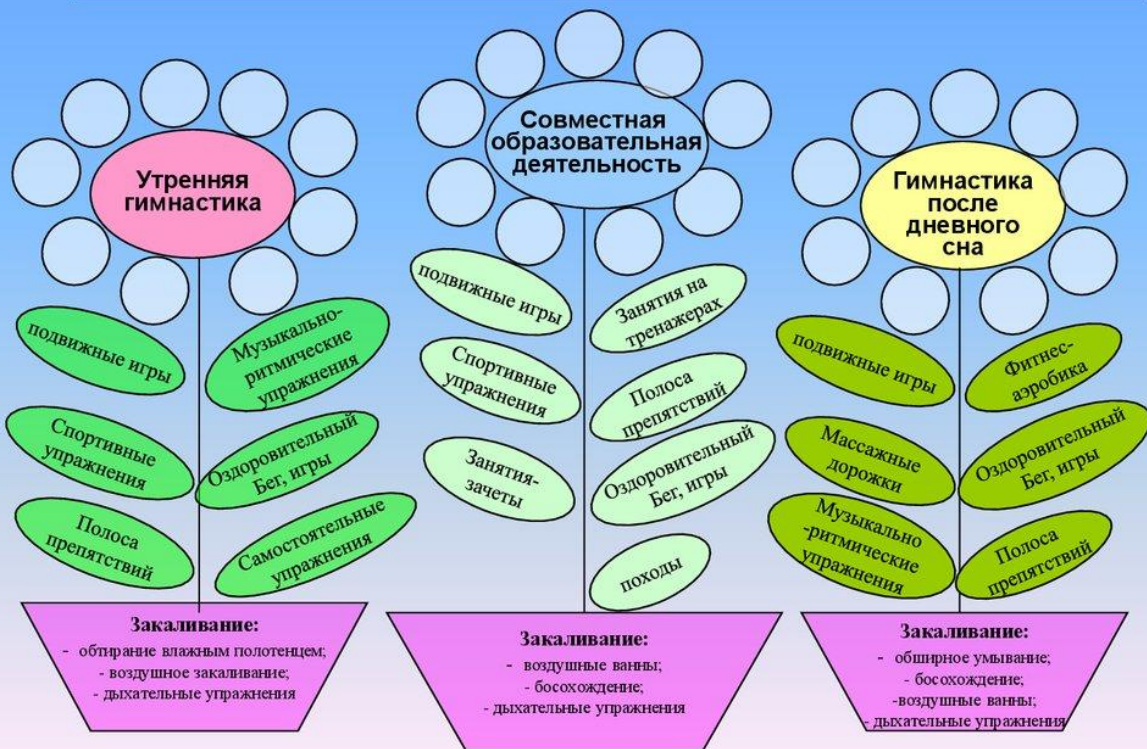 Утренняя
гимнастика
подвижные игры
Музыкально-
ритмические
упражнения
Спортивные
упражнения
Оздоровительный
Бег, игры
Полоса
препятствий
Самостоятельные
упражнения
Закаливание:
- обтирание влажным полотенцем;
- воздушное закаливание;
- дыхательные упражнения
Совместная
образовательная
деятельность
подвижные игры
Занятия на
тренажерах
Спортивные
упражнения
Полоса
препятствий
Занятия-
зачеты
Оздоровительный
Бег, игры
походы
Закаливание:
- воздушные ванны;
- босохождение;
- дыхательные упражнения
Гимнастика
после
дневного
сна
подвижные игры
Фитнес-
аэробика
Массажные
дорожки
Оздоровительный
Бег, игры
Музыкально
-ритмические
упражнения
Полоса
препятствий
Закаливание:
- обширное умывание;
- босохождение;
-воздушные ванны;
- дыхательные упражнения